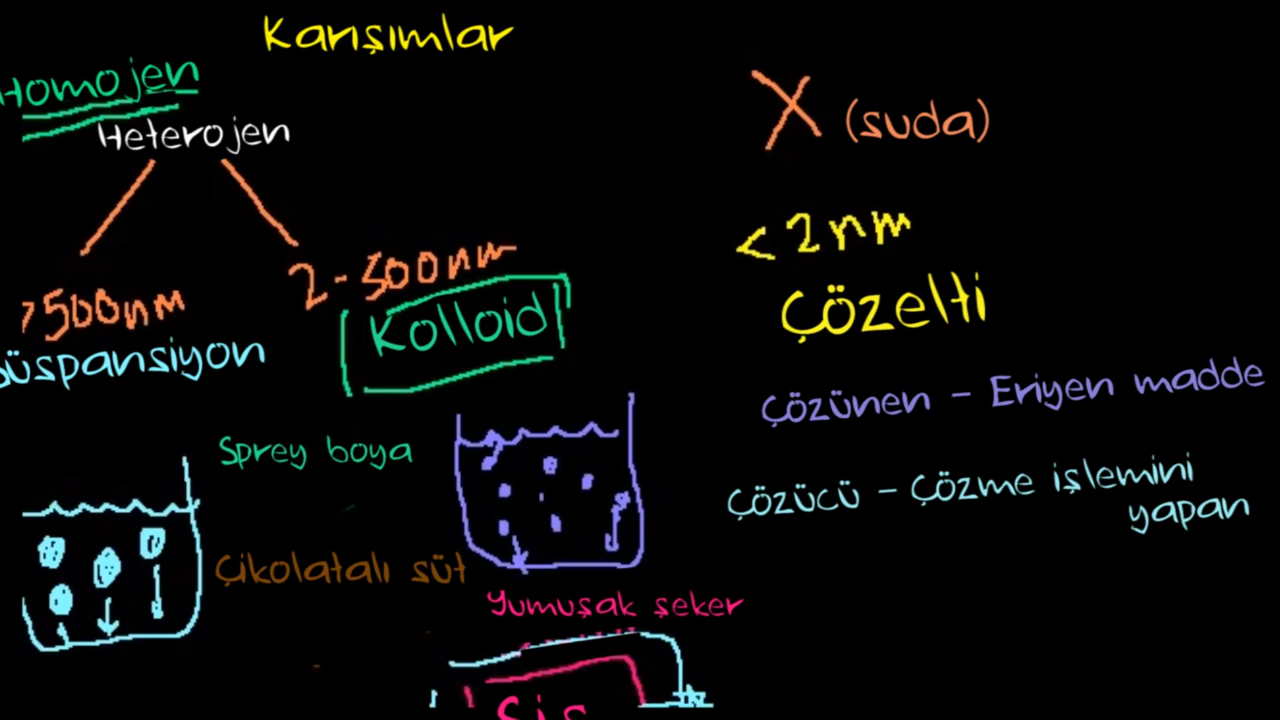 Karışımlar
Homojen
Heterojen
>500nm
2-500nm
Süspansiyon
Kolloid
Sprey boya
Çikolatalı süt
Yumuşak şeker
Sis
X (suda)
<2nm
Çözelti
Çözünen - Eriyen madde
Çözücü - Çözme işlemini
yapan